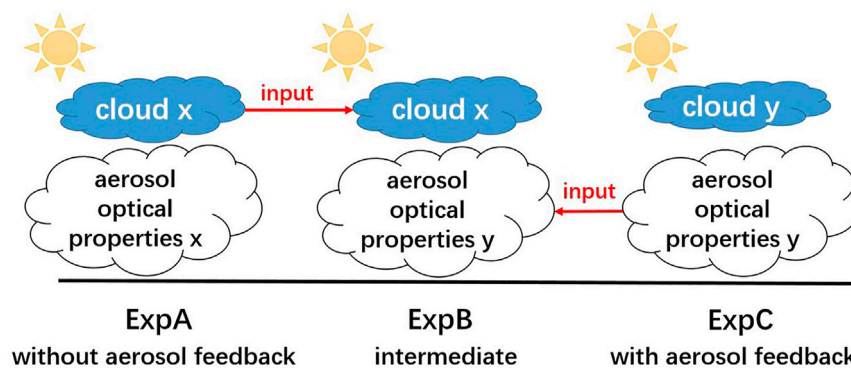 cloud x
input
cloud x
cloud y
aerosol
optical
properties x
aerosol
optical
properties y
input
aerosol
optical
properties y
ExpA
ExpB
ExpC
without aerosol feedback
intermediate
with aerosol feedback